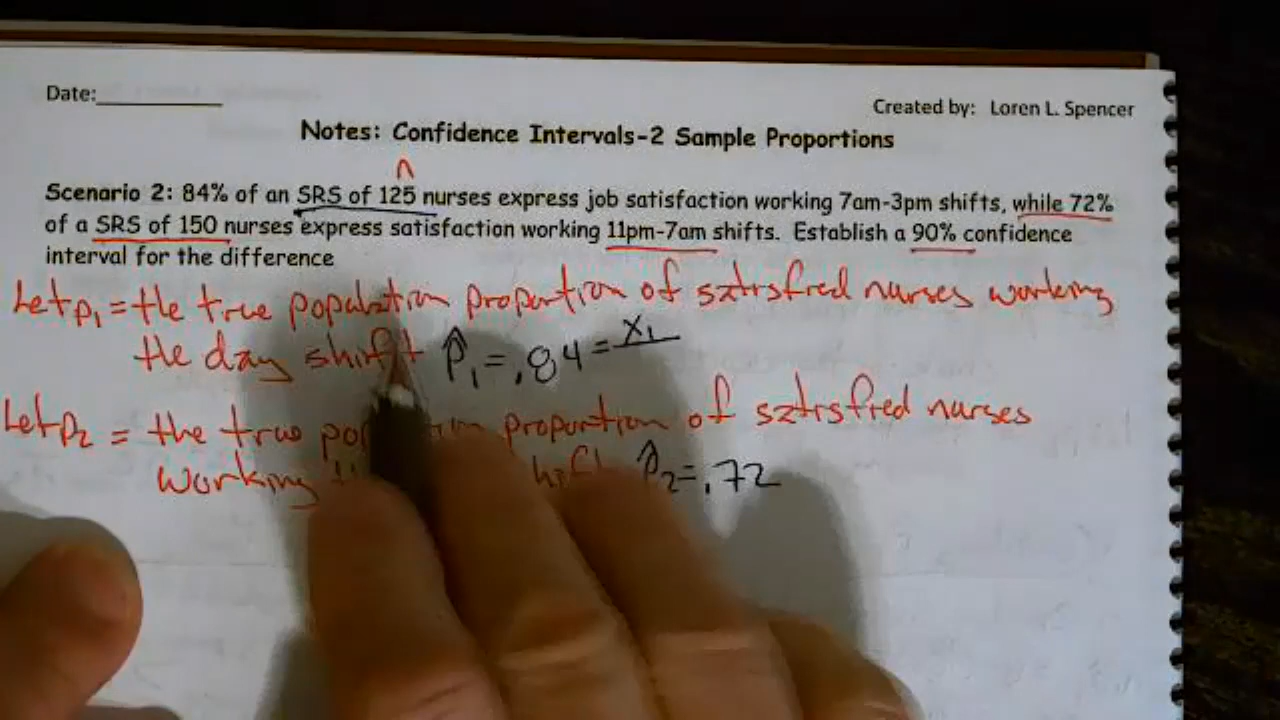 Date:__________
Created by: Loren L. Spencer
Notes: Confidence Intervals-2 Sample Proportions
n
Scenario 2: 84% of an SRS of 125 nurses express job satisfaction working 7am-3pm shifts, while 72%
of a SRS of 150 nurses express satisfaction working 11pm-7am shifts. Establish a 90% confidence
interval for the difference
Let p₁ = the true population proportion of satisfied nurses working
the day shift p̂₁ = .84 = x₁
Let p₂ = the true proportion of satisfied nurses
working p̂₂ = .72